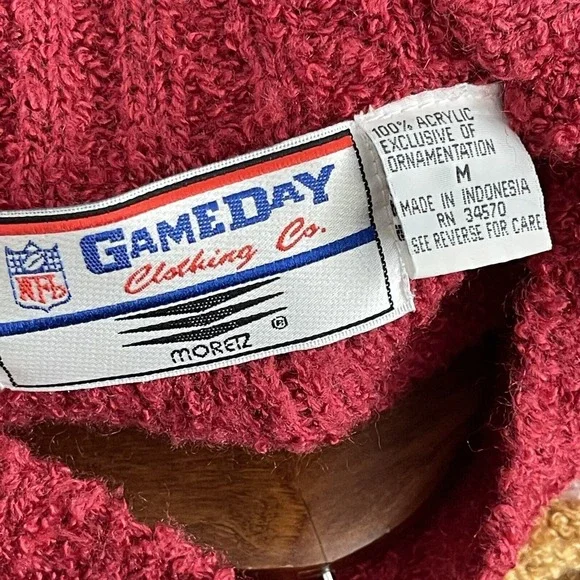 GAMEDAY
Clothing Co.
NFL
MORETZ
®
100% ACRYLIC
EXCLUSIVE OF
ORNAMENTATION
M
MADE IN INDONESIA
RN 34570
SEE REVERSE FOR CARE